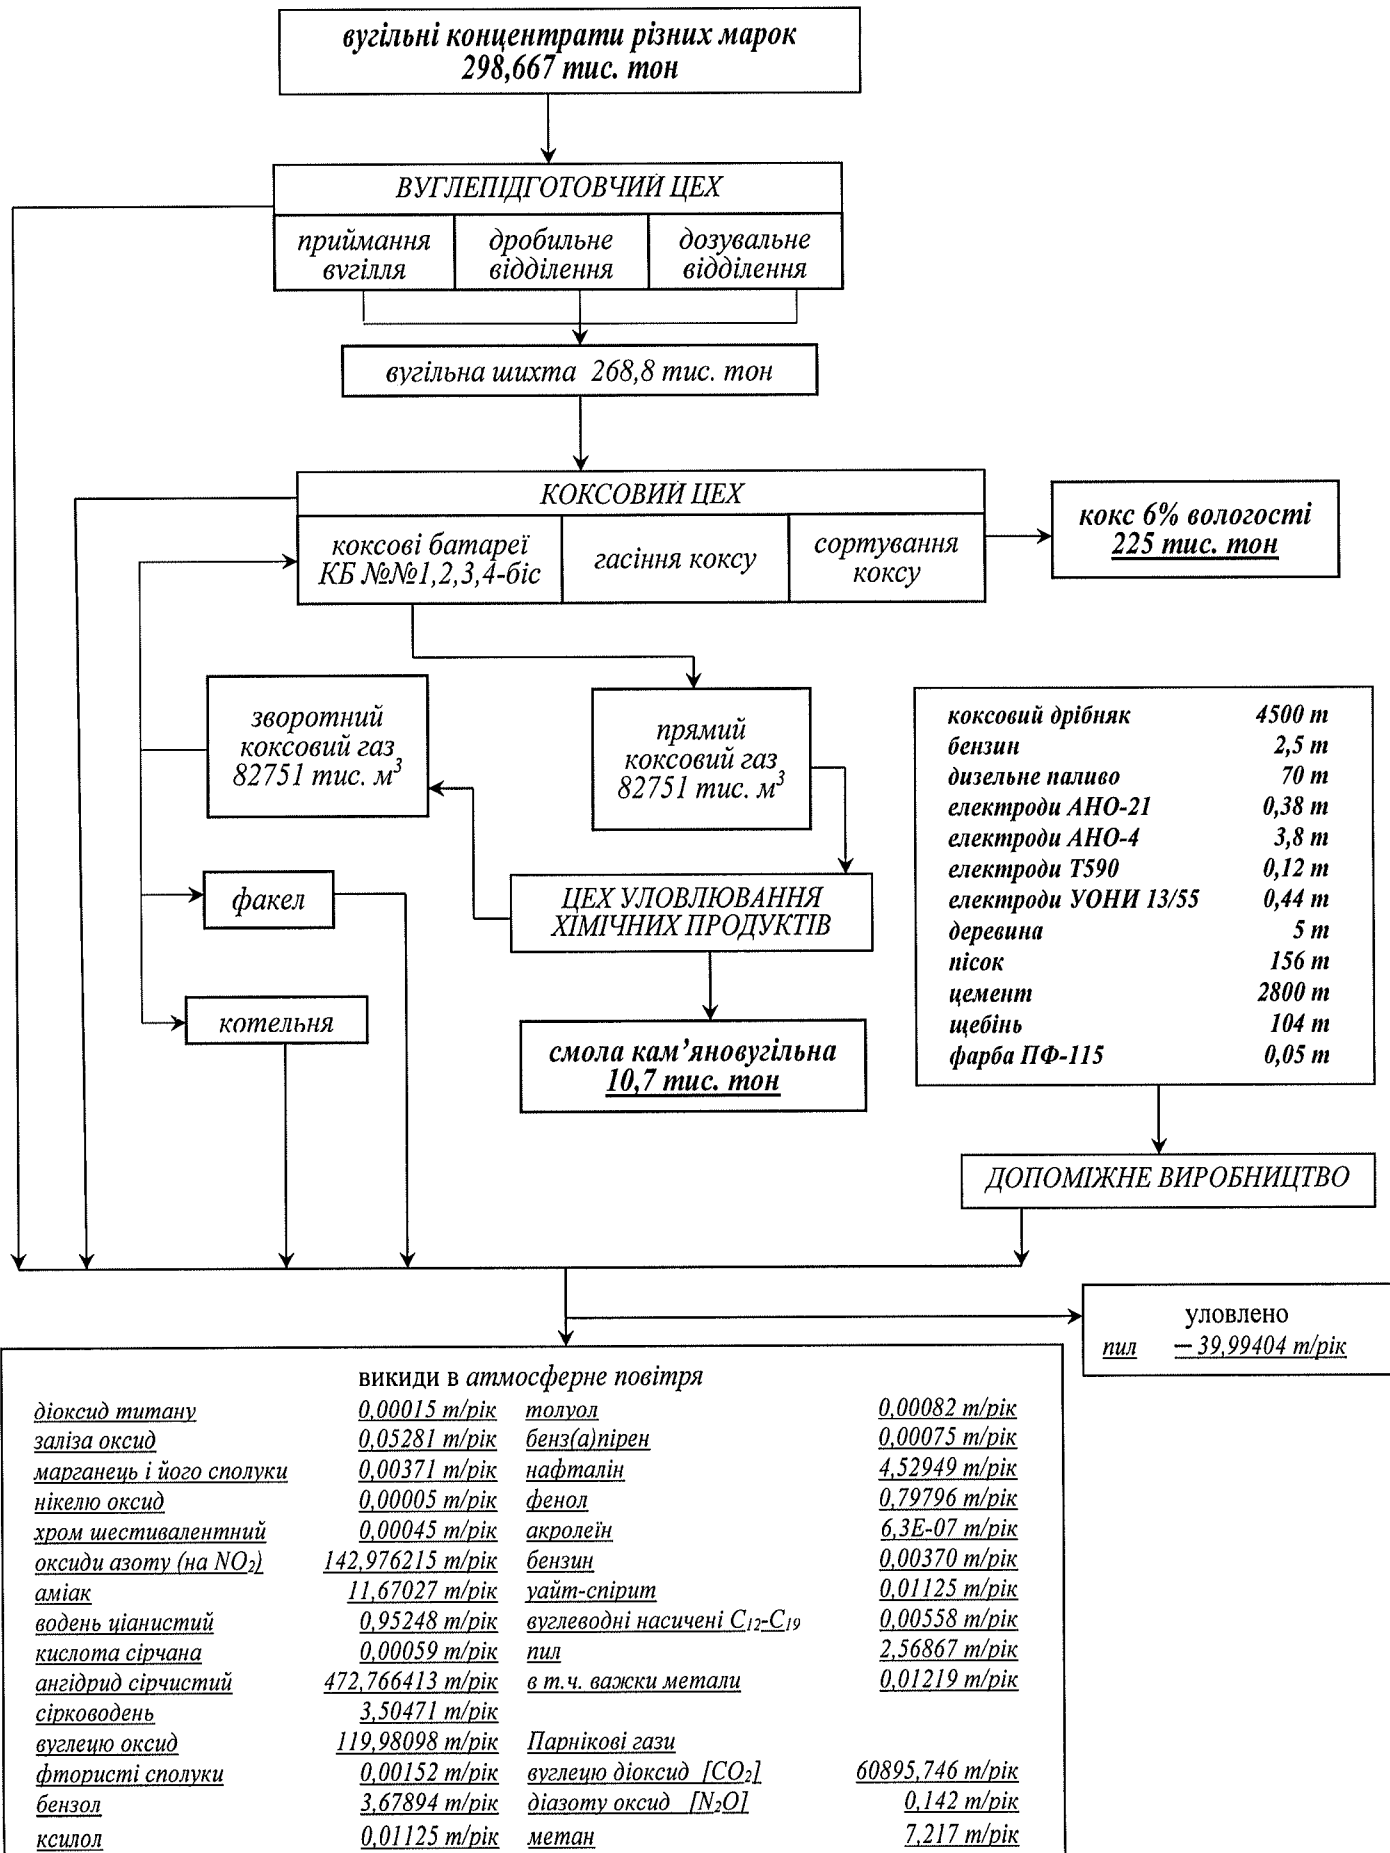 вугільні концентрати різних марок
298,667 тис. тон
ВУГЛЕПІДГОТОВЧИЙ ЦЕХ
приймання вугілля
дробильне відділення
дозувальне відділення
вугільна шихта 268,8 тис. тон
КОКСОВИЙ ЦЕХ
коксові батареї
КБ №№1,2,3,4-біс
гасіння коксу
сортування
коксу
кокс 6% вологості
225 тис. тон
зворотний
коксовий газ
82751 тис. м³
прямий
коксовий газ
82751 тис. м³
коксовий дрібняк 4500 т
бензин 2,5 т
дизельне паливо 70 т
електроди АНО-21 0,38 т
електроди АНО-4 3,8 т
електроди Т590 0,12 т
електроди УОНИ 13/55 0,44 т
деревина 5 т
пісок 156 т
цемент 2800 т
щебінь 104 т
фарба ПФ-115 0,05 т
факел
ЦЕХ УЛОВЛЮВАННЯ
ХІМІЧНИХ ПРОДУКТІВ
котельня
смола кам’яновугільна
10,7 тис. тон
ДОПОМІЖНЕ ВИРОБНИЦТВО
уловлено
пил – 39,99404 т/рік
викиди в атмосферне повітря
діоксид титану 0,00015 т/рік толуол 0,00082 т/рік
заліза оксид 0,05281 т/рік бенз(а)пірен 0,00075 т/рік
марганець і його сполуки 0,00371 т/рік нафталін 4,52949 т/рік
нікелю оксид 0,00005 т/рік фенол 0,79796 т/рік
хром шестивалентний 0,00045 т/рік акролеїн 6,3Е-07 т/рік
оксиди азоту (на NO₂) 142,976215 т/рік бензин 0,00370 т/рік
аміак 11,67027 т/рік уайт-спірит 0,01125 т/рік
водень ціанистий 0,95248 т/рік вуглеводні насичені С₁₂-С₁₉ 0,00558 т/рік
кислота сірчана 0,00059 т/рік пил 2,56867 т/рік
ангідрид сірчистий 472,766413 т/рік в т.ч. важки метали 0,01219 т/рік
сірководень 3,50471 т/рік
вуглецю оксид 119,98098 т/рік Парнікові гази
фтористі сполуки 0,00152 т/рік вуглецю діоксид [CO₂] 60895,746 т/рік
бензол 3,67894 т/рік діазоту оксид [N₂O] 0,142 т/рік
ксилол 0,01125 т/рік метан 7,217 т/рік